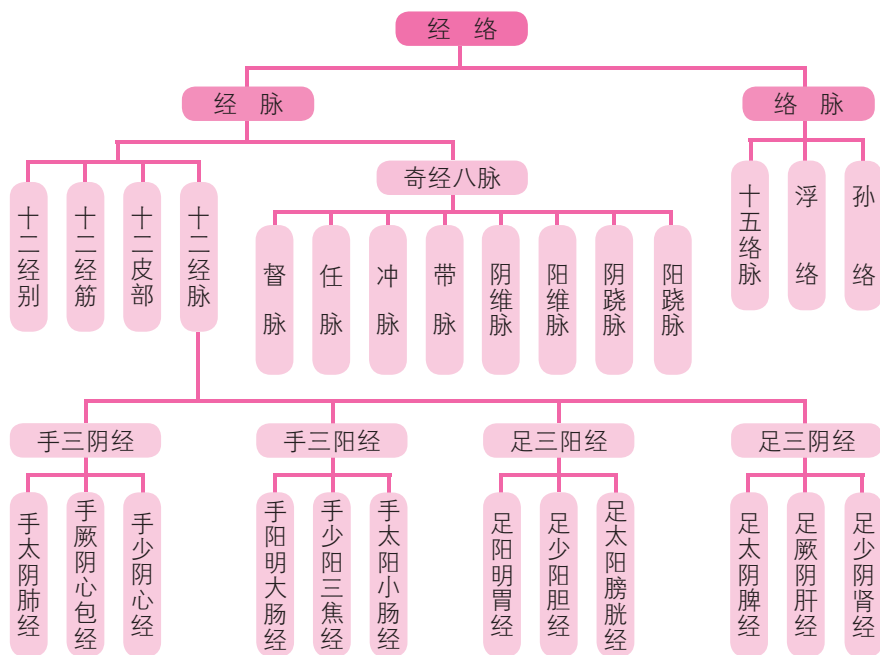 经 络
经 脉
络 脉
奇经八脉
十二经别
十二经筋
十二皮部
十二经脉
督脉
任脉
冲脉
带脉
阴维脉
阳维脉
阴跷脉
阳跷脉
十五络脉
浮络
孙络
手三阴经
手三阳经
足三阳经
足三阴经
手太阴肺经
手厥阴心包经
手少阴心经
手阳明大肠经
手少阳三焦经
手太阳小肠经
足阳明胃经
足少阳胆经
足太阳膀胱经
足太阴脾经
足厥阴肝经
足少阴肾经